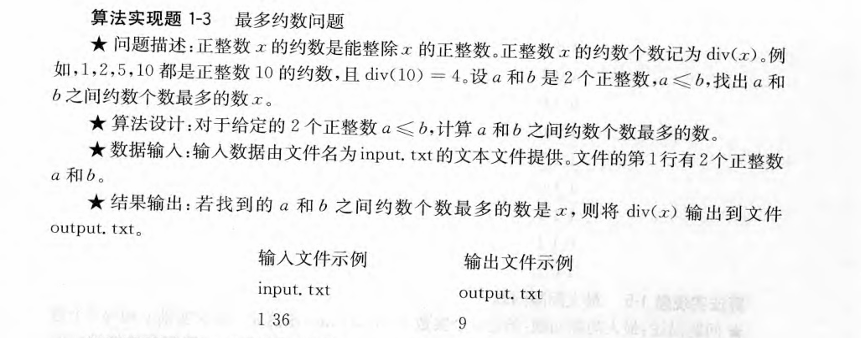 算法实现题 1-3 最多约数问题
★ 问题描述:正整数 x 的约数是能整除 x 的正整数。正整数 x 的约数个数记为 div(x)。例
如,1,2,5,10 都是正整数 10 的约数,且 div(10) = 4。设 a 和 b 是 2 个正整数,a ≤ b,找出 a 和
b 之间约数个数最多的数 x。
★ 算法设计:对于给定的 2 个正整数 a ≤ b,计算 a 和 b 之间约数个数最多的数。
★ 数据输入:输入数据由文件名为 input. txt 的文本文件提供。文件的第 1 行有 2 个正整数
a 和 b。
★ 结果输出:若找到的 a 和 b 之间约数个数最多的数是 x,则将 div(x) 输出到文件
output. txt。
输入文件示例 输出文件示例
input. txt output. txt
1 36 9